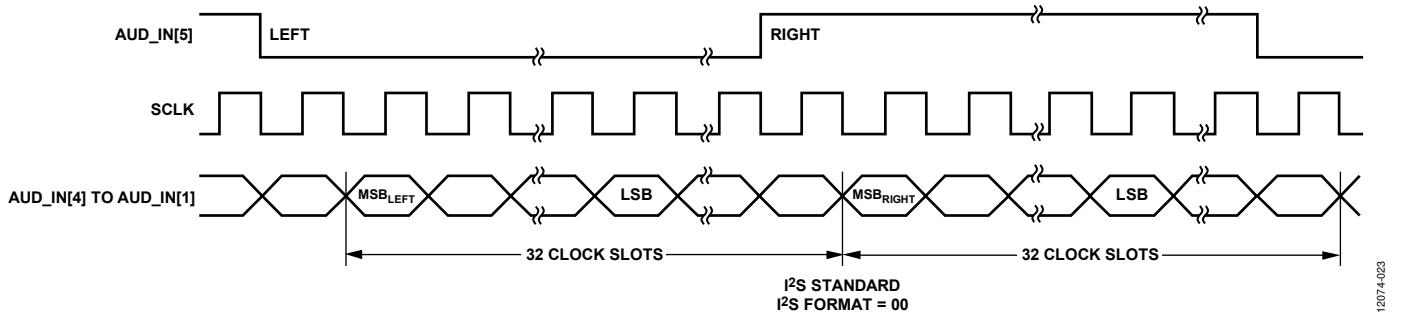 AUD_IN[5]
LEFT
RIGHT
SCLK
AUD_IN[4] TO AUD_IN[1]
MSBLEFT
LSB
MSBRIGHT
LSB
32 CLOCK SLOTS
32 CLOCK SLOTS
I2S STANDARD
I2S FORMAT = 00
12074-023